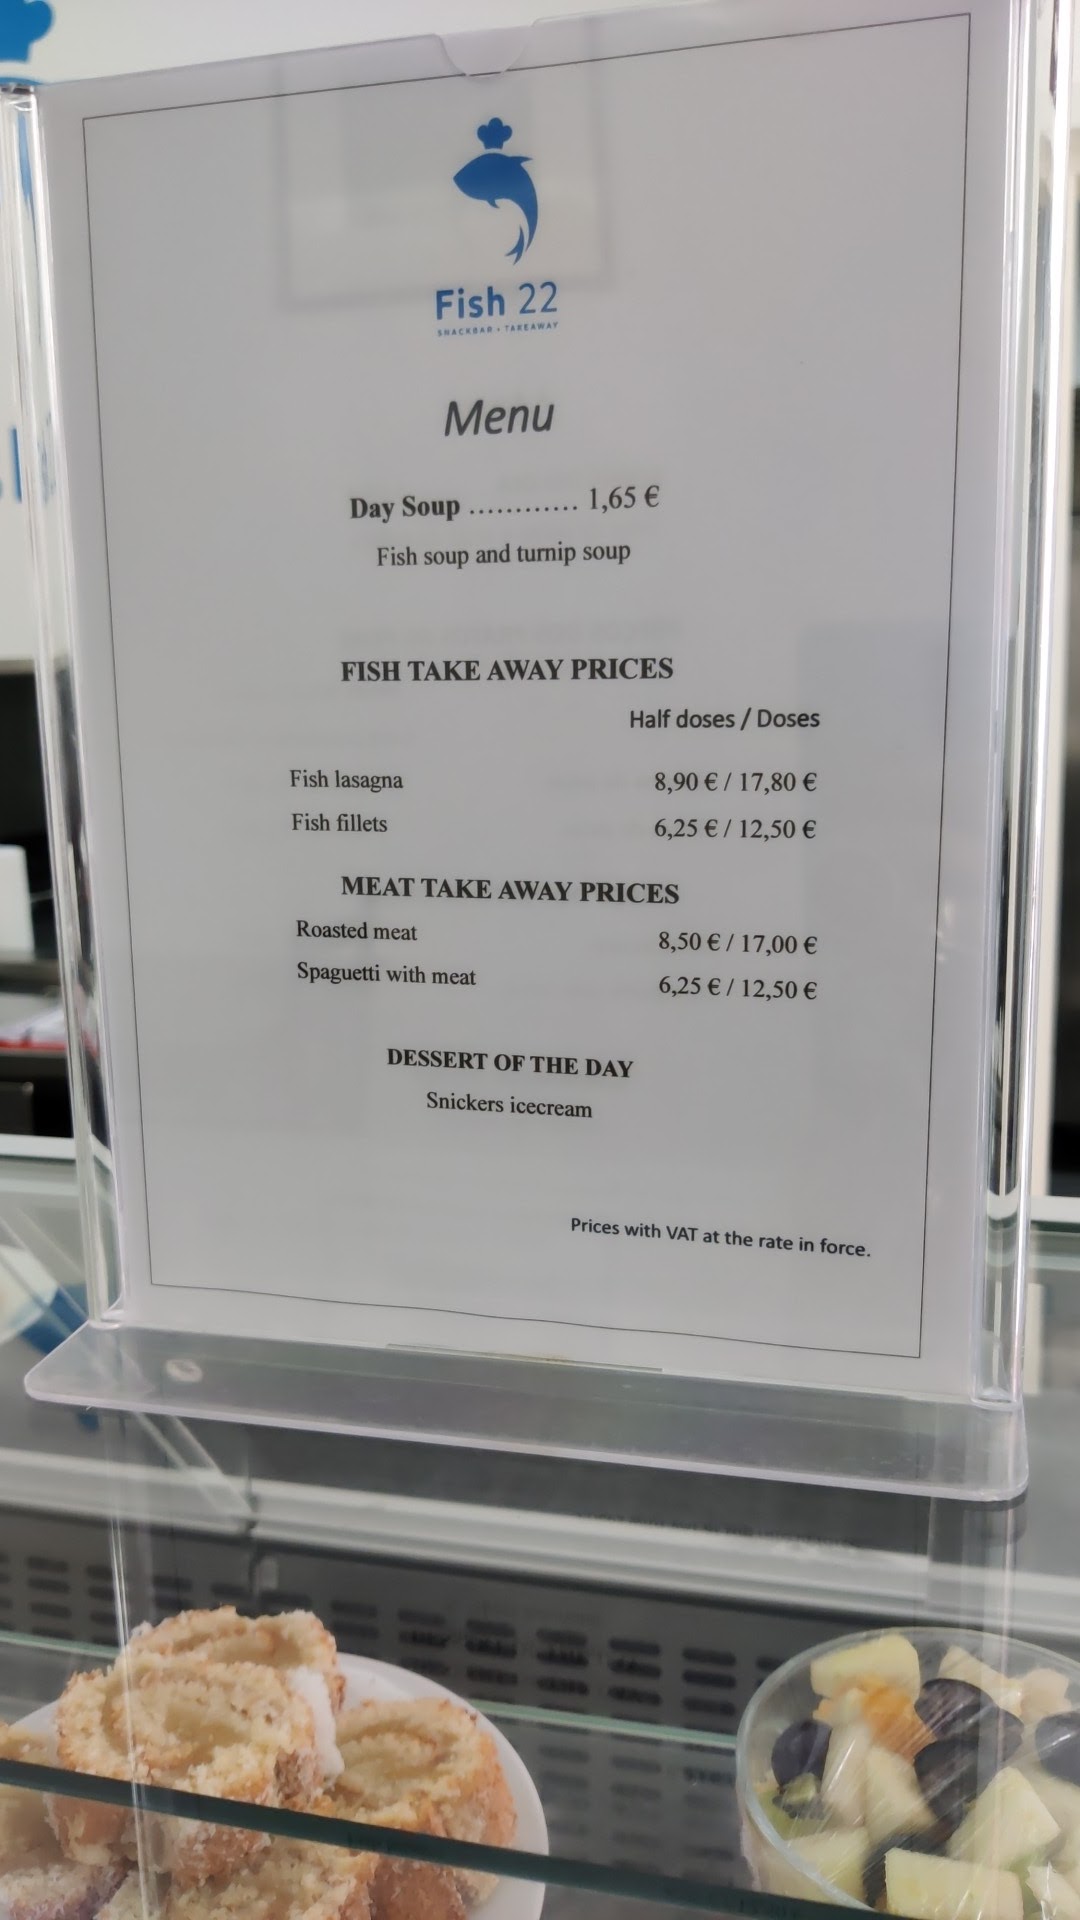 Fish 22
SNACKBAR • TAKEAWAY
Menu
Day Soup ............ 1,65 €
Fish soup and turnip soup
FISH TAKE AWAY PRICES
Half doses / Doses
Fish lasagna 8,90 € / 17,80 €
Fish fillets 6,25 € / 12,50 €
MEAT TAKE AWAY PRICES
Roasted meat 8,50 € / 17,00 €
Spaguetti with meat 6,25 € / 12,50 €
DESSERT OF THE DAY
Snickers icecream
Prices with VAT at the rate in force.